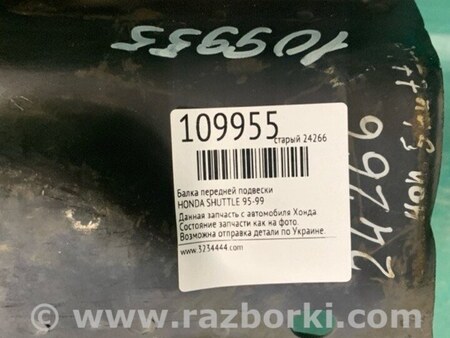 109955
109955
старый 24266
Балка передней подвески
HONDA SHUTTLE 95-99
Данная запчасть с автомобиля Хонда.
Состояние запчасти как на фото.
Возможна отправка детали по Украине.
www.3234444.com
24266
www.razborki.com